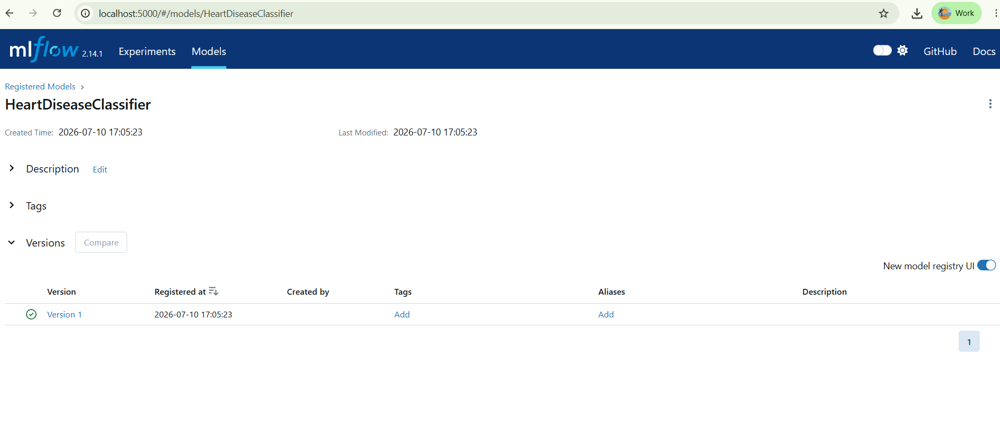 localhost:5000/#/models/HeartDiseaseClassifier
Work
mlflow 2.14.1 Experiments Models GitHub Docs
Registered Models
HeartDiseaseClassifier
Created Time: 2026-07-10 17:05:23 Last Modified: 2026-07-10 17:05:23
Description Edit
Tags
Versions Compare
New model registry UI
Version Registered at Created by Tags Aliases Description
Version 1 2026-07-10 17:05:23 Add Add
1